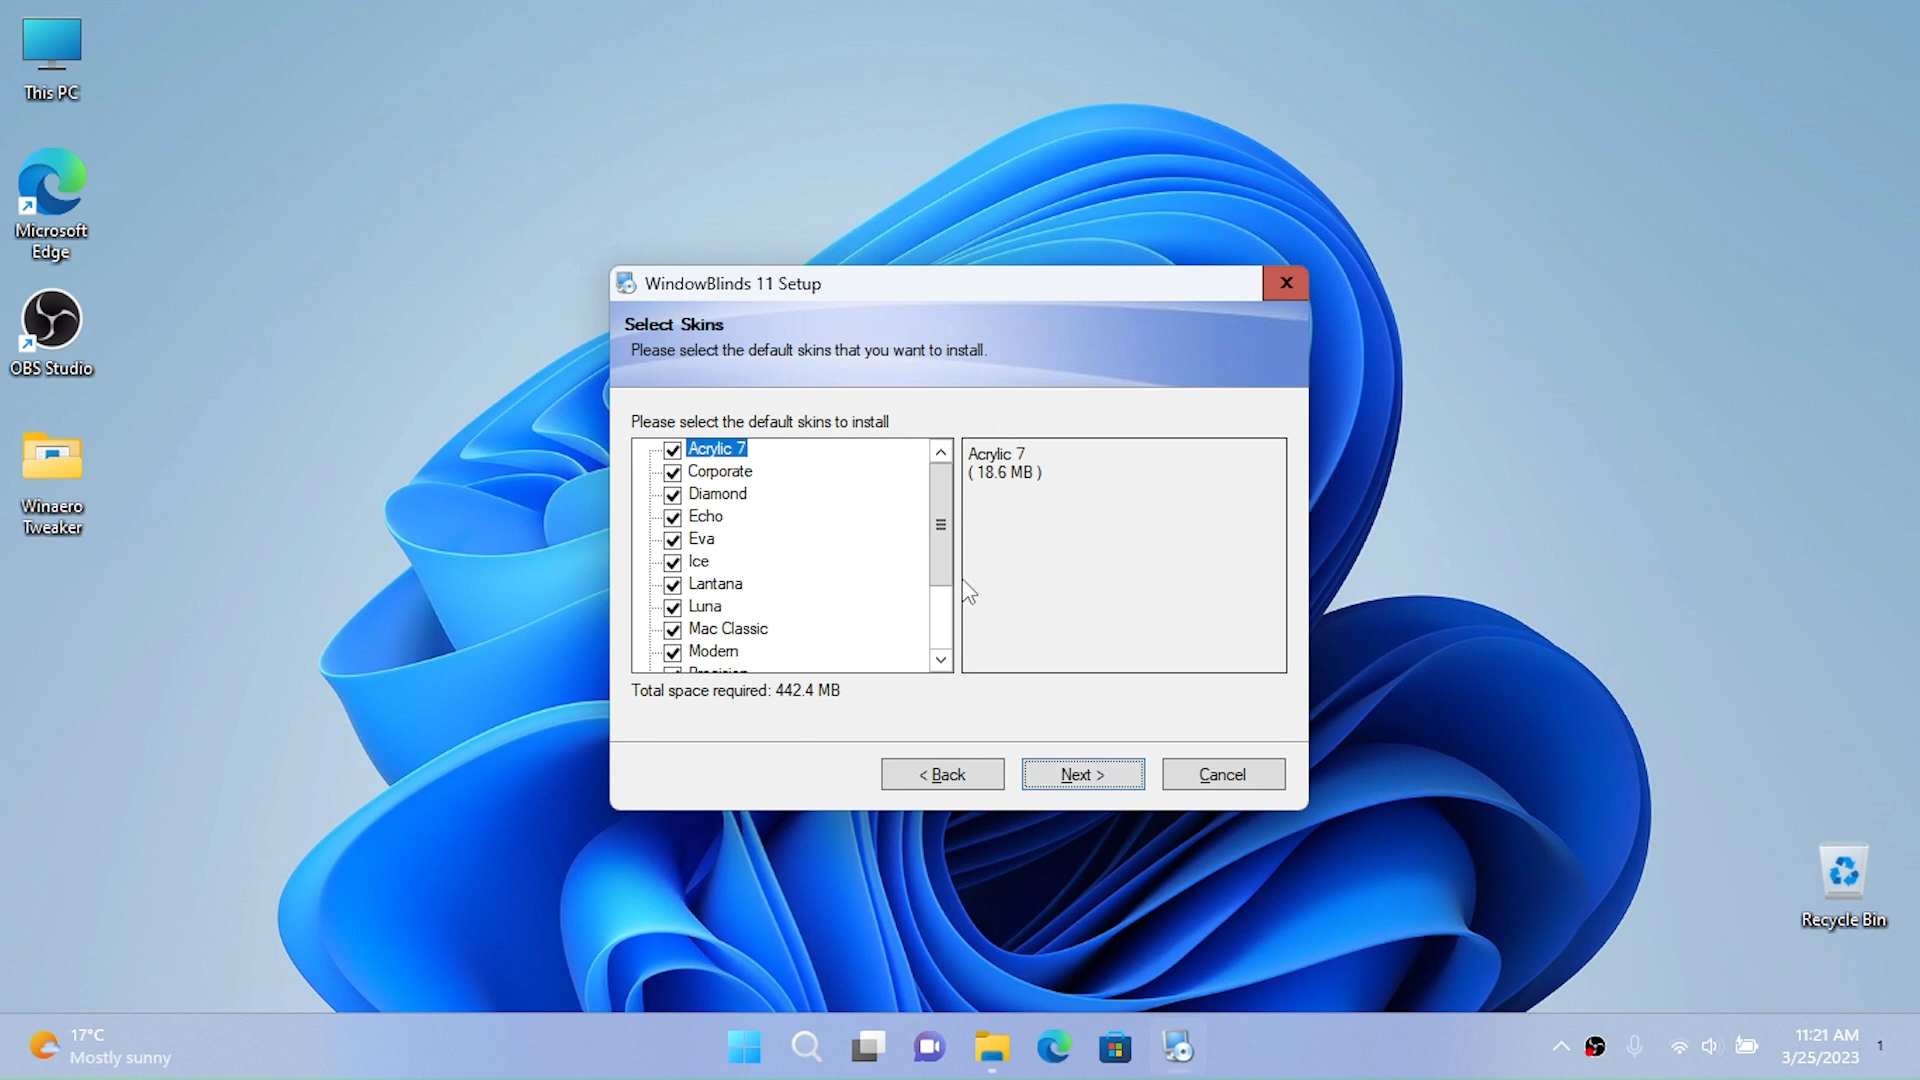 This PC
Microsoft
Edge
OBS Studio
Winaero
Tweaker
WindowBlinds 11 Setup
X
Select Skins
Please select the default skins that you want to install.
Please select the default skins to install
Acrylic 7
Corporate
Diamond
Echo
Eva
Ice
Lantana
Luna
Mac Classic
Modern
Acrylic 7
( 18.6 MB )
Total space required: 442.4 MB
< Back
Next >
Cancel
Recycle Bin
17°C
Mostly sunny
11:21 AM
3/25/2023
1